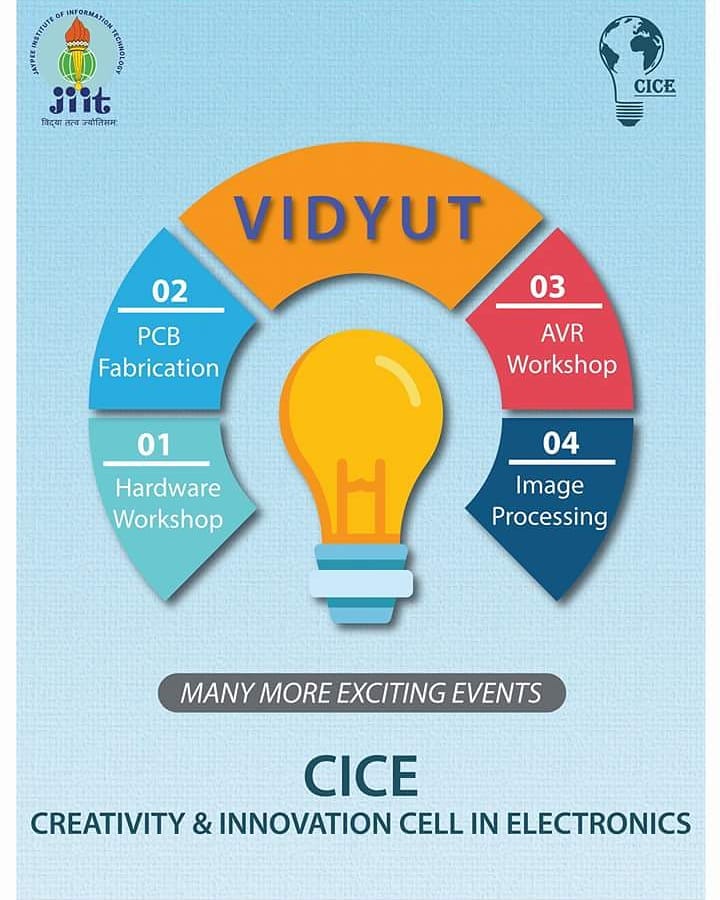 JAYPEE INSTITUTE OF INFORMATION TECHNOLOGY
jiit
विद्या तत्व ज्योतिसमः
CICE
VIDYUT
02
PCB
Fabrication
03
AVR
Workshop
01
Hardware
Workshop
04
Image
Processing
MANY MORE EXCITING EVENTS
CICE
CREATIVITY & INNOVATION CELL IN ELECTRONICS